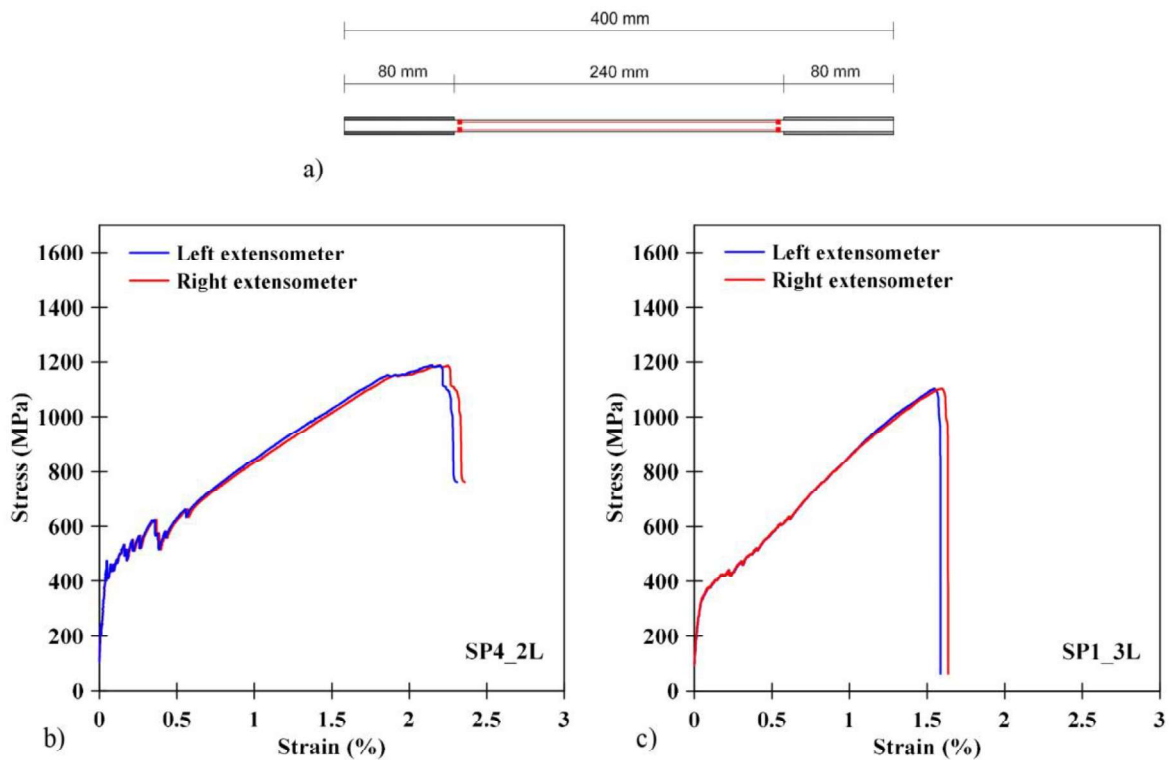 400 mm
80 mm 240 mm 80 mm
a)
1600
1400
1200
1000
800
600
400
200
0
Stress (MPa)
Left extensometer
Right extensometer
SP4_2L
0 0.5 1 1.5 2 2.5 3
Strain (%)
b)
1600
1400
1200
1000
800
600
400
200
0
Stress (MPa)
Left extensometer
Right extensometer
SP1_3L
0 0.5 1 1.5 2 2.5 3
Strain (%)
c)